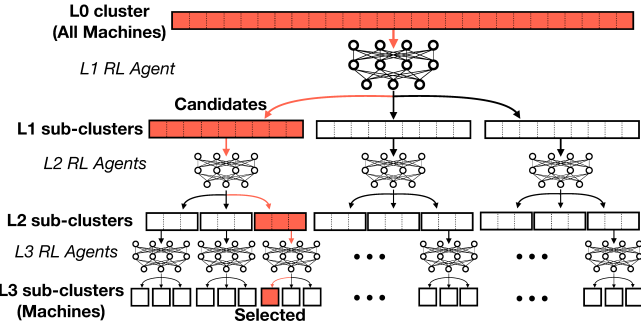 L0 cluster
(All Machines)
L1 RL Agent
Candidates
L1 sub-clusters
L2 RL Agents
L2 sub-clusters
L3 RL Agents
L3 sub-clusters
(Machines)
Selected